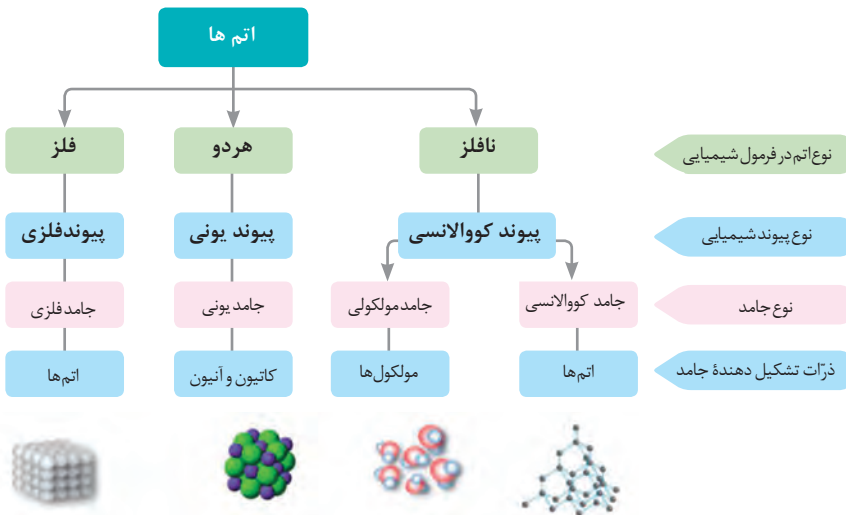 اتم ها
نوع اتم در فرمول شیمیایی
نافلز
هردو
فلز
نوع پیوند شیمیایی
پیوند کووالانسی
پیوند یونی
پیوند فلزی
نوع جامد
جامد کووالانسی
جامد مولکولی
جامد یونی
جامد فلزی
ذرّات تشکیل دهندهٔ جامد
اتم‌ها
مولکول‌ها
کاتیون و آنیون
اتم‌ها